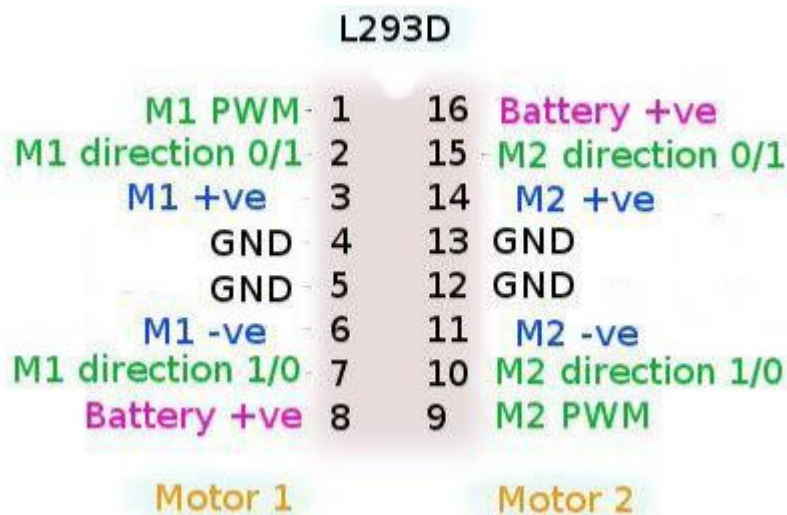 L293D
M1 PWM 1 16 Battery +ve
M1 direction 0/1 2 15 M2 direction 0/1
M1 +ve 3 14 M2 +ve
GND 4 13 GND
GND 5 12 GND
M1 -ve 6 11 M2 -ve
M1 direction 1/0 7 10 M2 direction 1/0
Battery +ve 8 9 M2 PWM
Motor 1 Motor 2